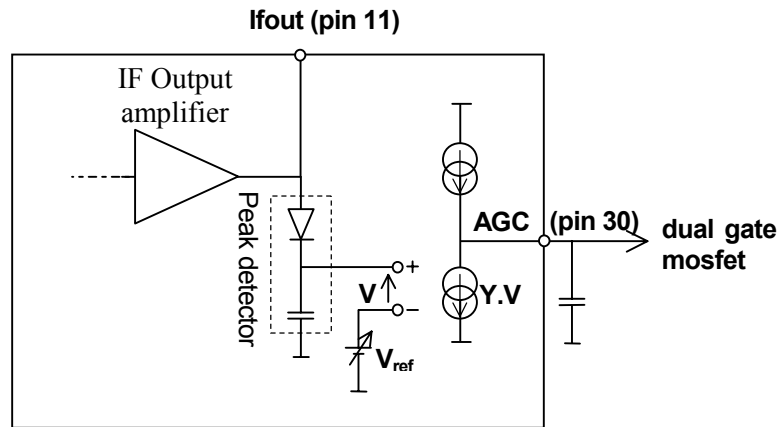 Ifout (pin 11)
IF Output
amplifier
Peak detector
AGC
(pin 30)
dual gate
mosfet
+
V
–
Y.V
Vref